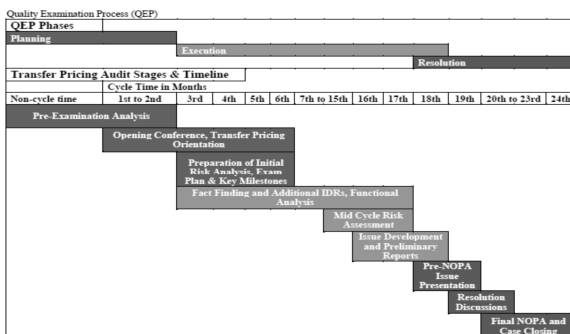 Quality Examination Process (QEP)
QEP Phases
Planning
Execution
Resolution
Transfer Pricing Audit Stages & Timeline
Cycle Time in Months
Non-cycle time 1st to 2nd 3rd 4th 5th 6th 7th to 15th 16th 17th 18th 19th 20th to 23rd 24th
Pre-Examination Analysis
Opening Conference, Transfer Pricing
Orientation
Preparation of Initial
Risk Analysis, Exam
Plan & Key Milestones
Fact Finding and Additional IDRs, Functional
Analysis
Mid Cycle Risk
Assessment
Issue Development
and Preliminary
Reports
Pre-NOPA
Issue
Presentation
Resolution
Discussions
Final NOPA and
Case Closing